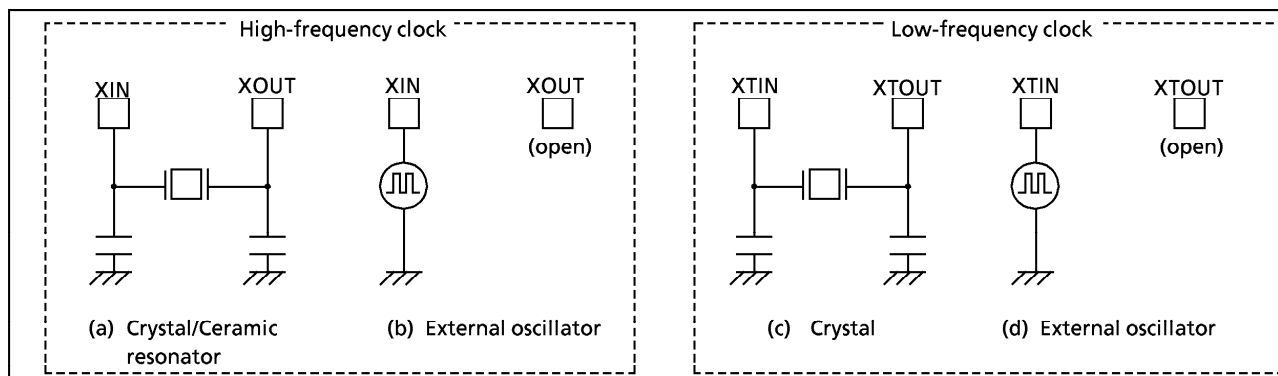 High-frequency clock
Low-frequency clock
XIN XOUT XIN XOUT
XTIN XTOUT XTIN XTOUT
(open)
(open)
(a) Crystal/Ceramic
resonator
(b) External oscillator
(c) Crystal
(d) External oscillator